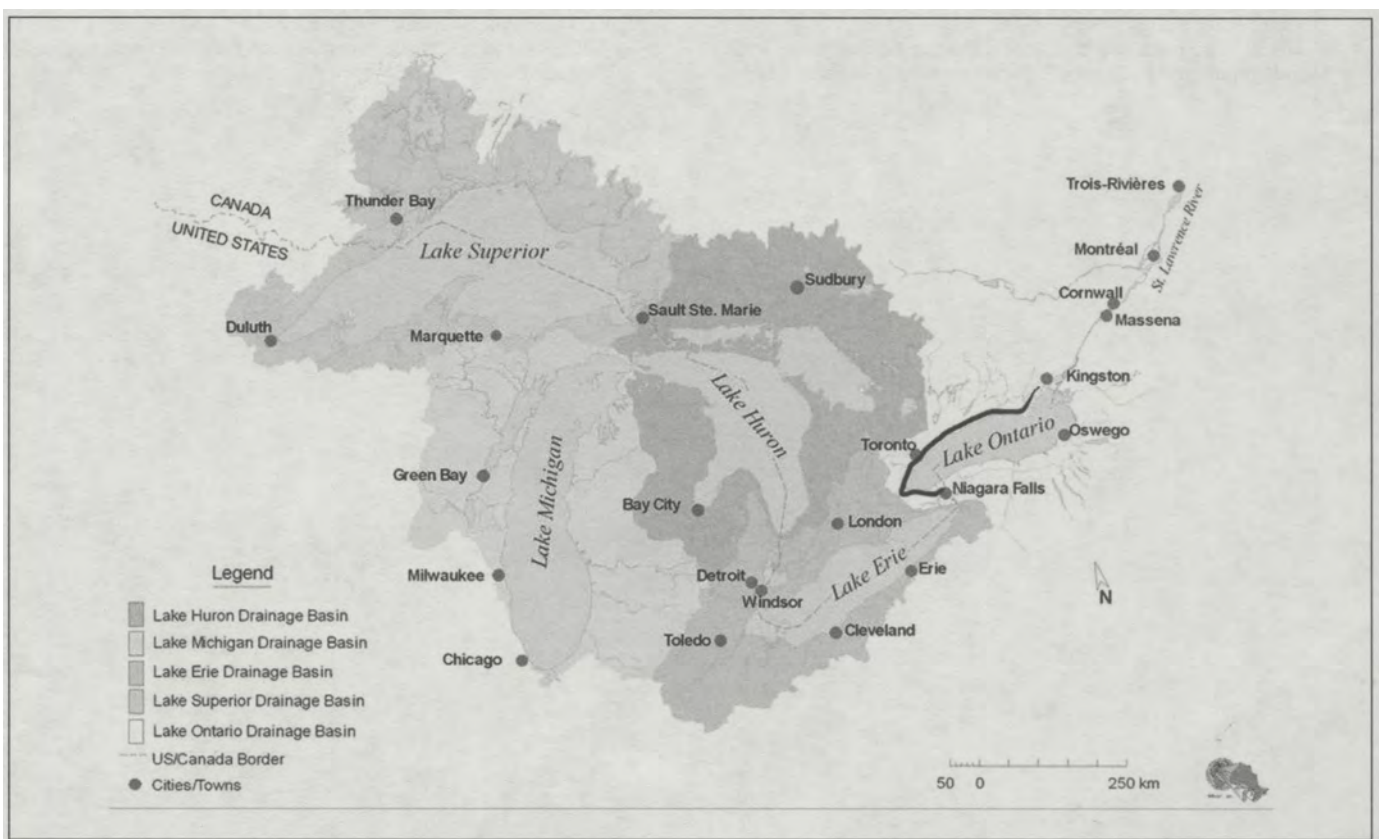 Trois-Rivières
CANADA
Thunder Bay
UNITED STATES
Lake Superior
Montréal
St. Lawrence River
Sudbury
Cornwall
Sault Ste. Marie
Massena
Duluth
Marquette
Kingston
Lake Huron
Toronto
Lake Ontario
Oswego
Green Bay
Lake Michigan
Niagara Falls
Bay City
London
Legend
Milwaukee
Detroit
Lake Erie
Erie
Windsor
N
Lake Huron Drainage Basin
Toledo
Cleveland
Lake Michigan Drainage Basin
Chicago
Lake Erie Drainage Basin
Lake Superior Drainage Basin
Lake Ontario Drainage Basin
US/Canada Border
Cities/Towns
50 0 250 km